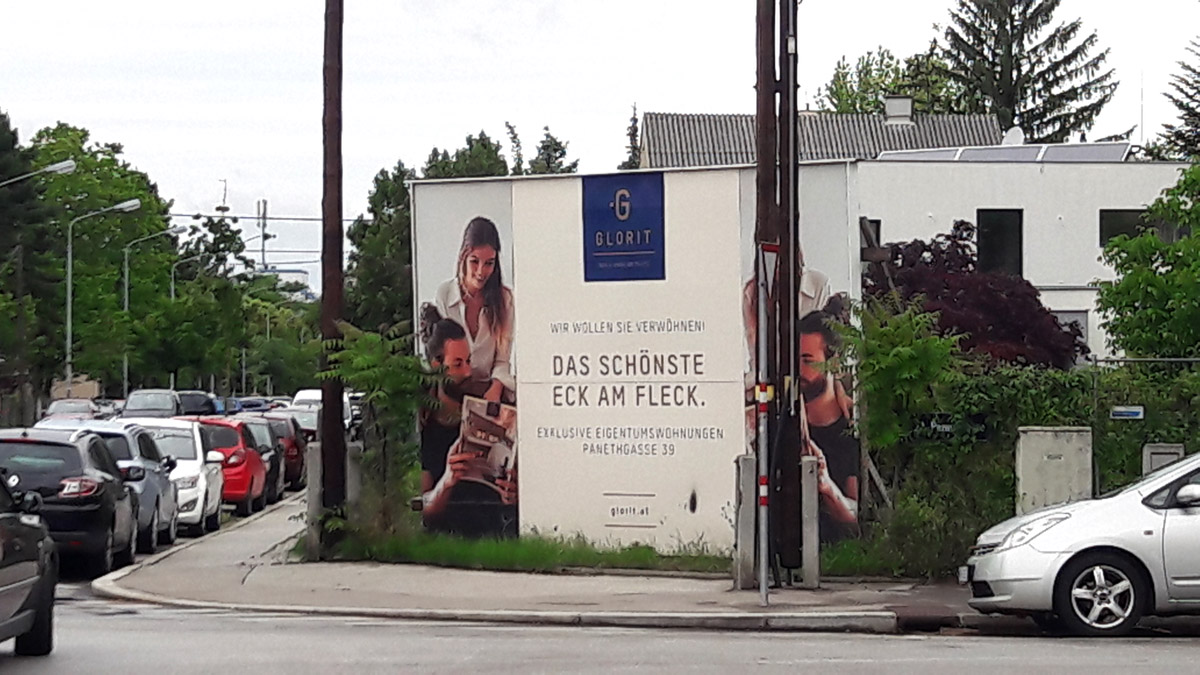 G
GLORIT
WIR WOLLEN SIE VERWÖHNEN!
DAS SCHÖNSTE
ECK AM FLECK.
EXKLUSIVE EIGENTUMSWOHNUNGEN
PANETHGASSE 39
glorit.at